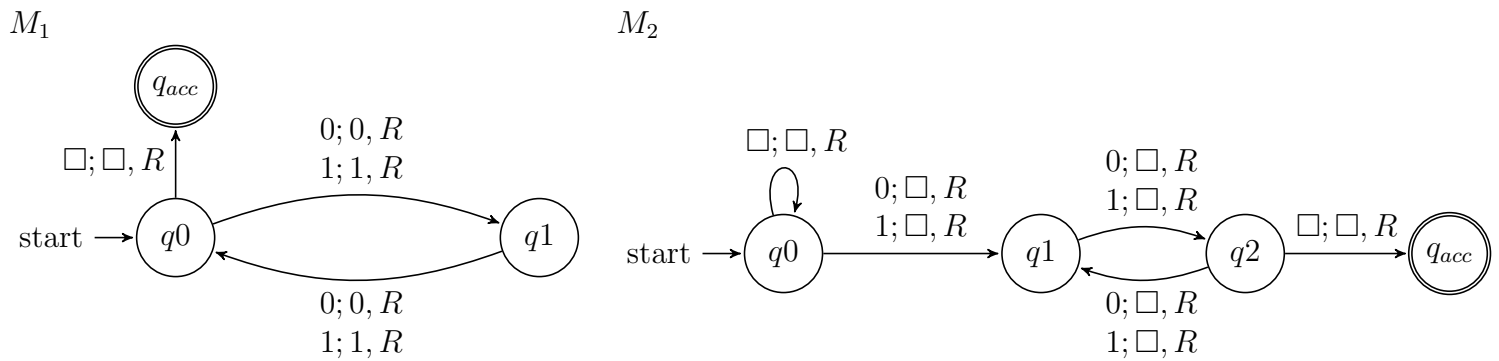 M₁
q_acc
□; □, R
0; 0, R
1; 1, R
start
q0
q1
0; 0, R
1; 1, R
M₂
□; □, R
0; □, R
1; □, R
0; □, R
1; □, R
□; □, R
start
q0
q1
q2
q_acc
0; □, R
1; □, R